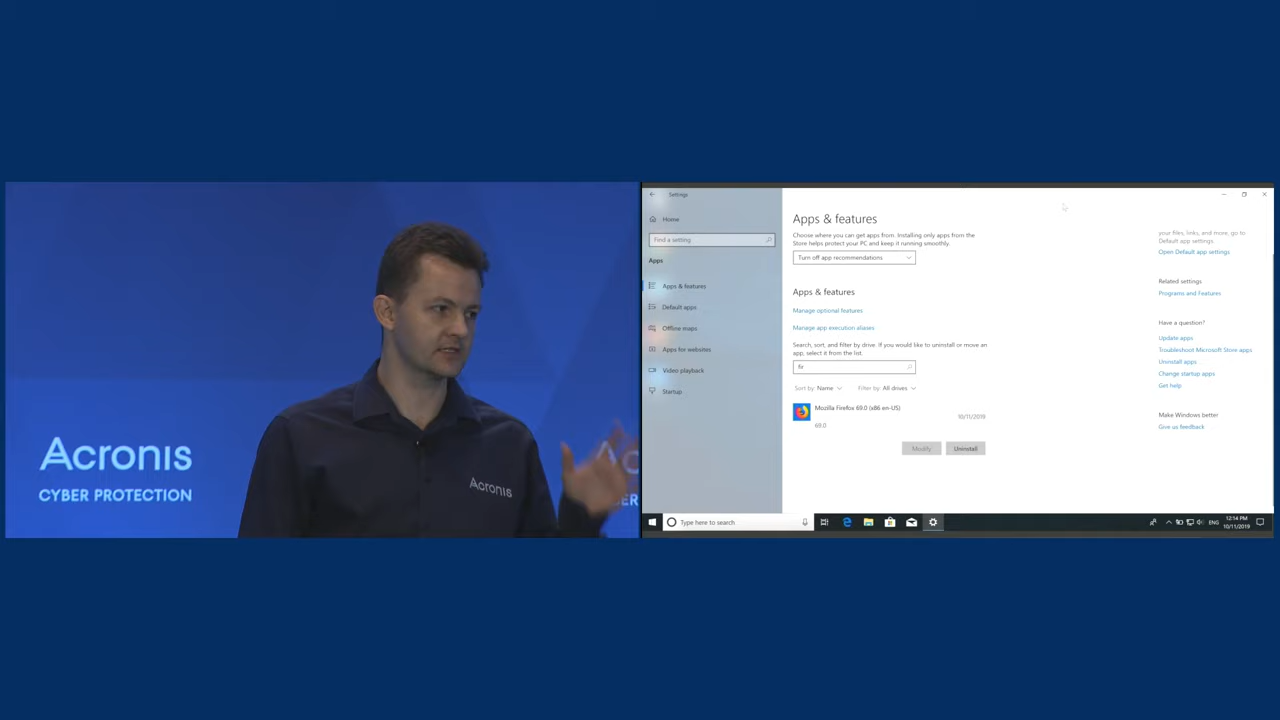 Acronis
CYBER PROTECTION
Acronis
Settings
Home
Find a setting
Apps
Apps & features
Default apps
Offline maps
Apps for websites
Video playback
Startup
Apps & features
Choose where you can get apps from. Installing only apps from the
Store helps protect your PC and keep it running smoothly.
Turn off app recommendations
Apps & features
Manage optional features
Manage app execution aliases
Search, sort, and filter by drive. If you would like to uninstall or move an
app, select it from the list.
fir
Sort by: Name
Filter by: All drives
Mozilla Firefox 69.0 (x86 en-US)
10/11/2019
69.0
Modify
Uninstall
your files, links, and more, go to
Default app settings.
Open Default app settings
Related settings
Programs and Features
Have a question?
Update apps
Troubleshoot Microsoft Store apps
Uninstall apps
Change startup apps
Get help
Make Windows better
Give us feedback
Type here to search
ENG
12:14 PM
10/11/2019